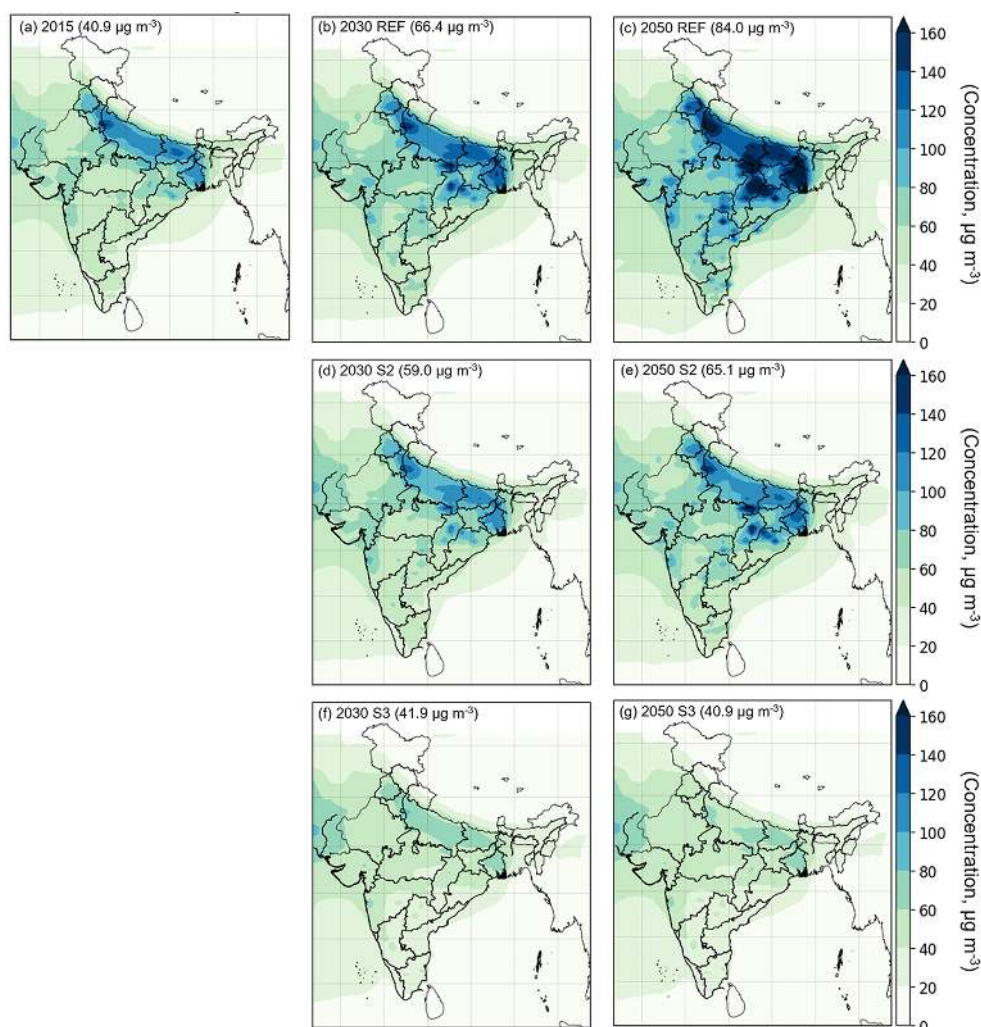 (a) 2015 (40.9 µg m⁻³)
(b) 2030 REF (66.4 µg m⁻³)
(c) 2050 REF (84.0 µg m⁻³)
160
140
120
100
80
60
40
20
0
(Concentration, µg m⁻³)
(d) 2030 S2 (59.0 µg m⁻³)
(e) 2050 S2 (65.1 µg m⁻³)
160
140
120
100
80
60
40
20
0
(Concentration, µg m⁻³)
(f) 2030 S3 (41.9 µg m⁻³)
(g) 2050 S3 (40.9 µg m⁻³)
160
140
120
100
80
60
40
20
0
(Concentration, µg m⁻³)